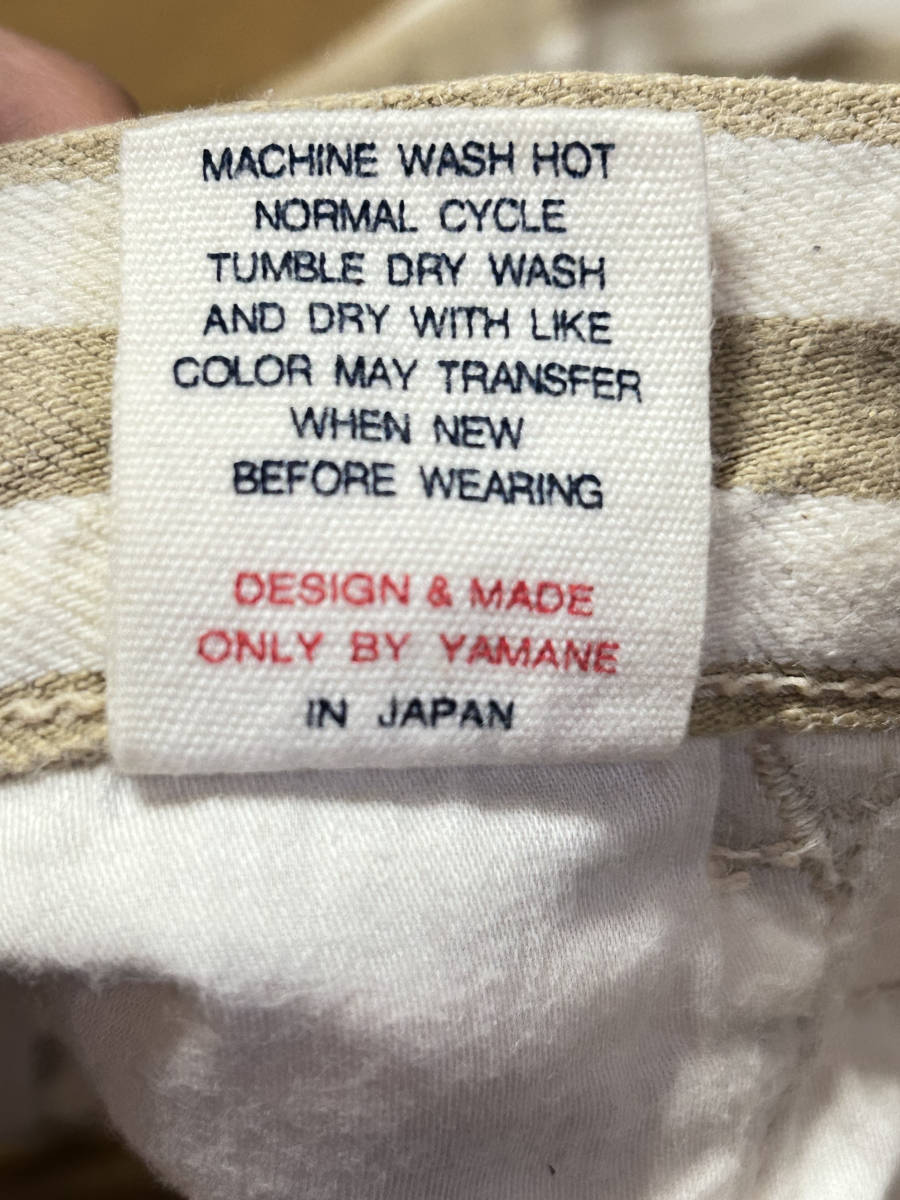 MACHINE WASH HOT
NORMAL CYCLE
TUMBLE DRY WASH
AND DRY WITH LIKE
COLOR MAY TRANSFER
WHEN NEW
BEFORE WEARING
DESIGN & MADE
ONLY BY YAMANE
IN JAPAN